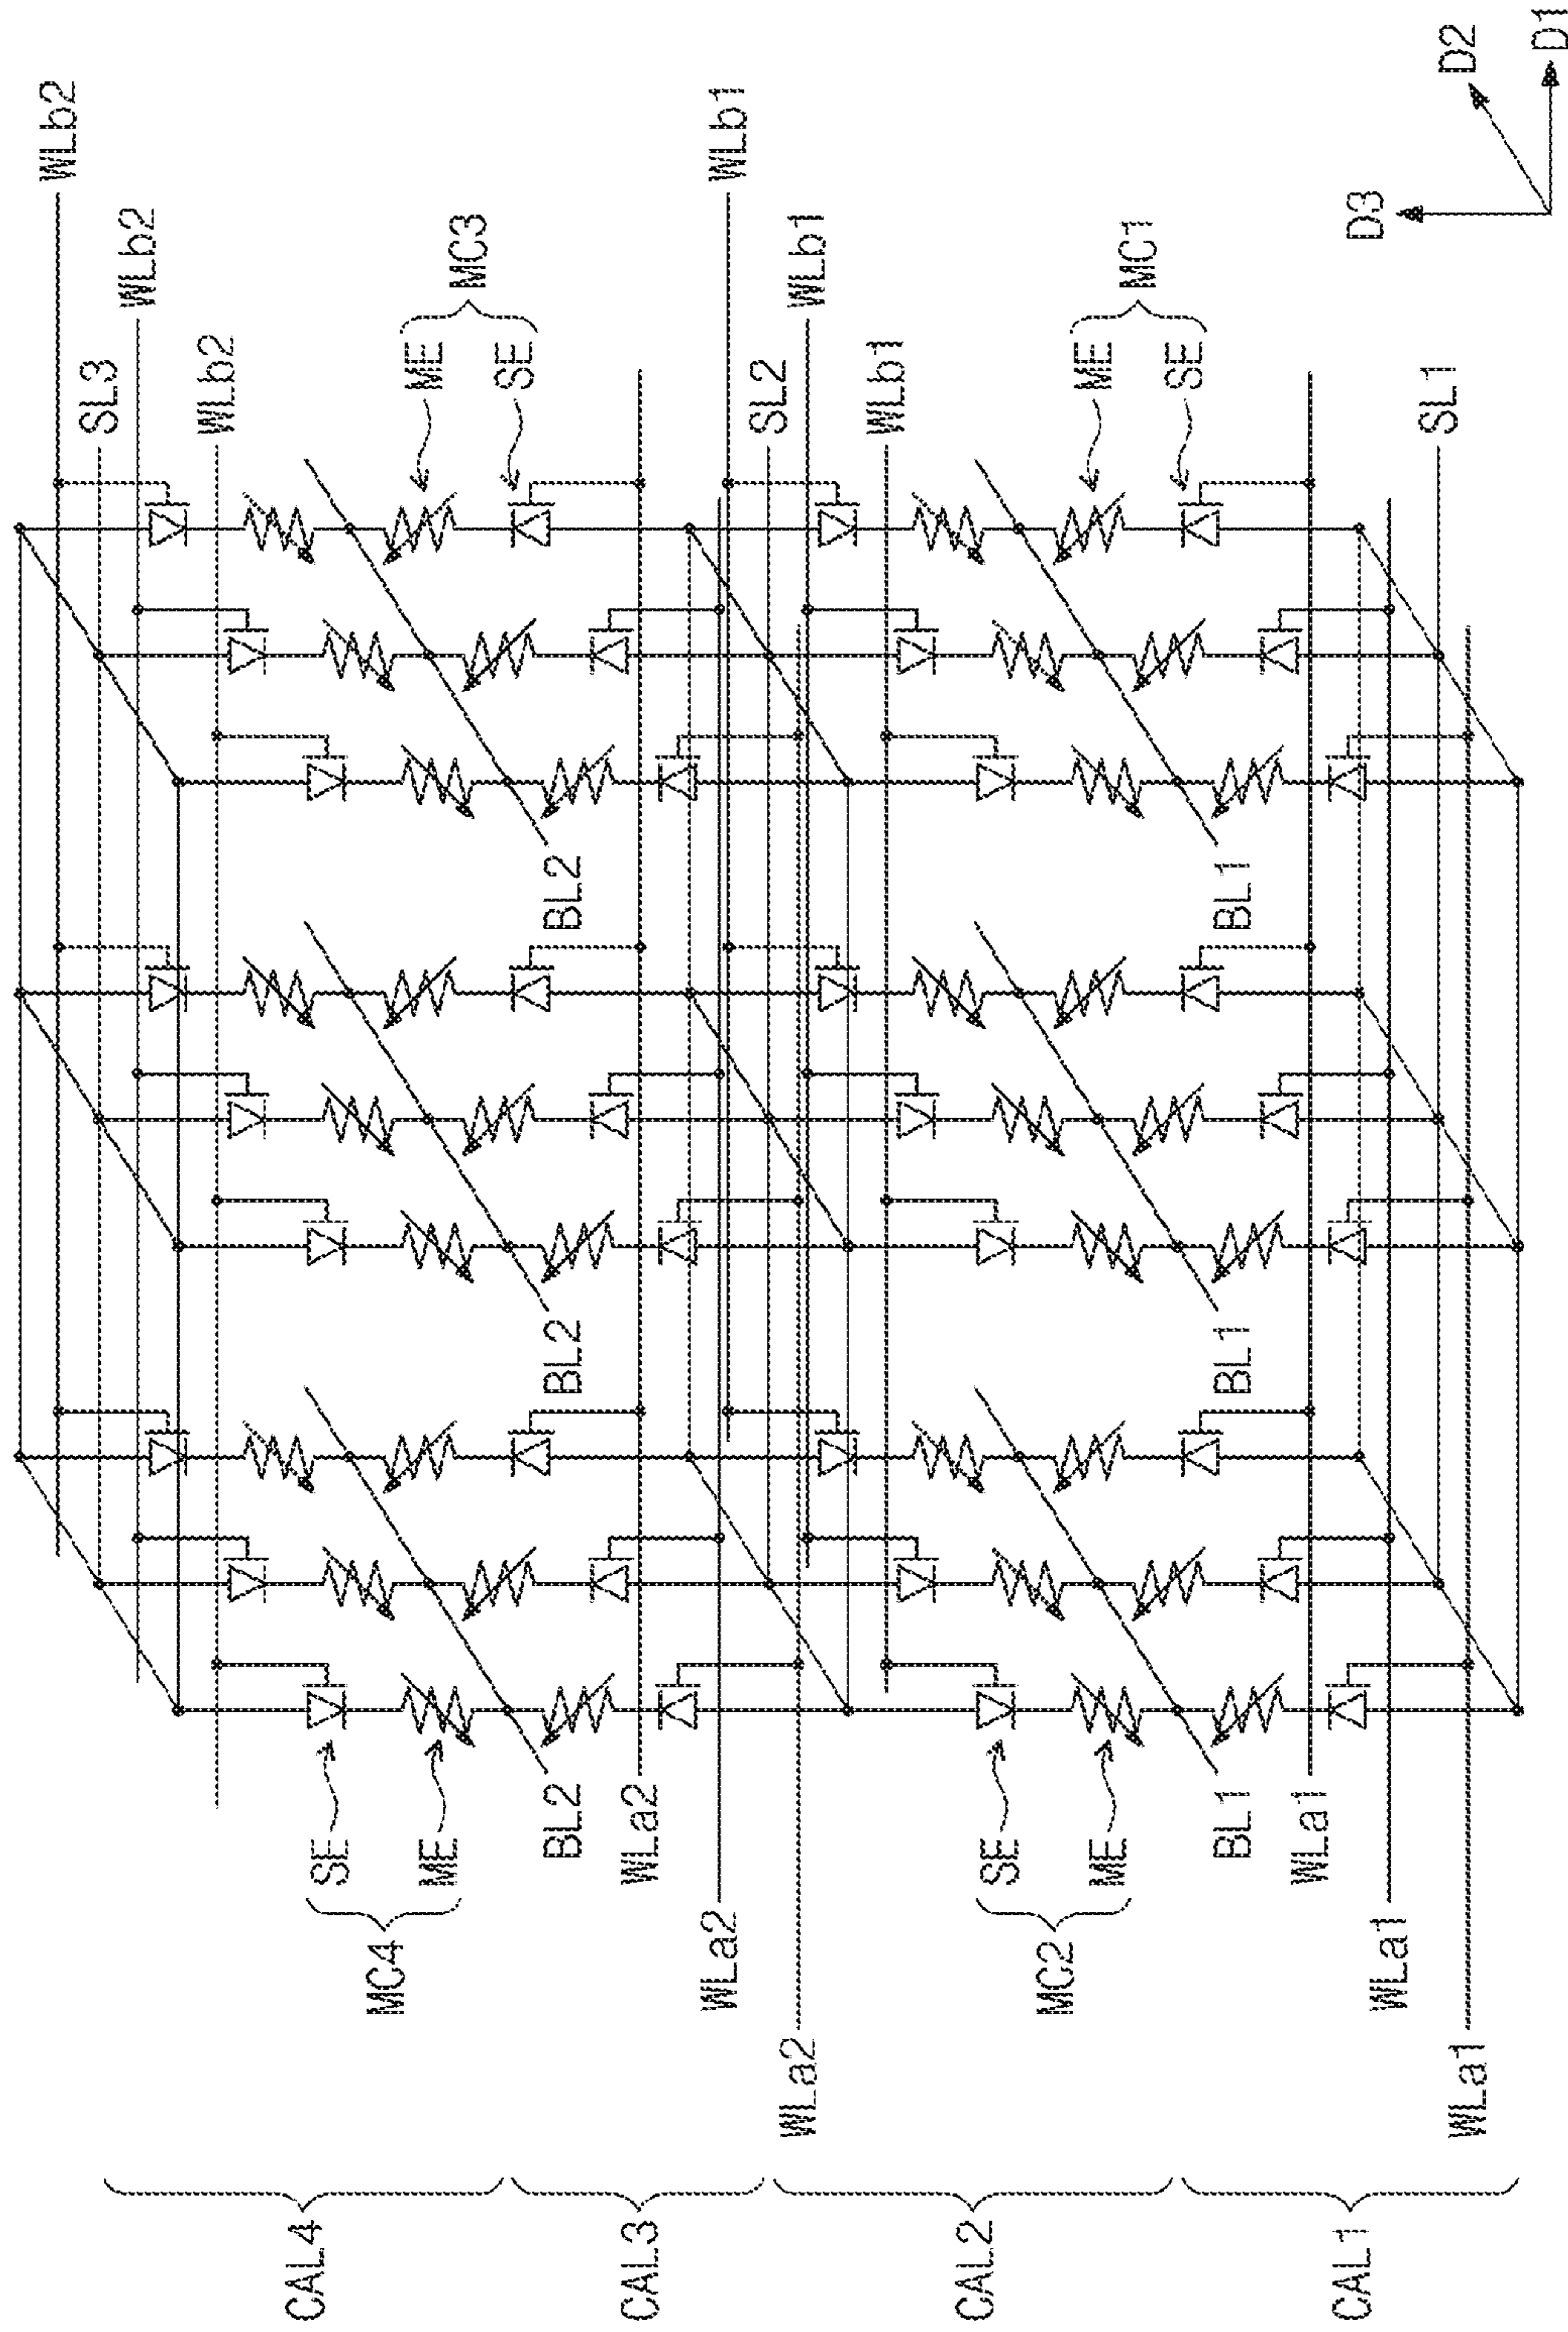 WLb2
SL3
WLb2
WLb2
CAL4
SE
MC4
ME
ME
MC3
SE
BL2
BL2
BL2
CAL3
WLa2
WLa2
WLb1
SL2
WLa2
WLb1
WLb1
CAL2
SE
MC2
ME
ME
MC1
SE
BL1
BL1
BL1
WLa1
CAL1
D3
WLa1
SL1
D2
WLa1
D1